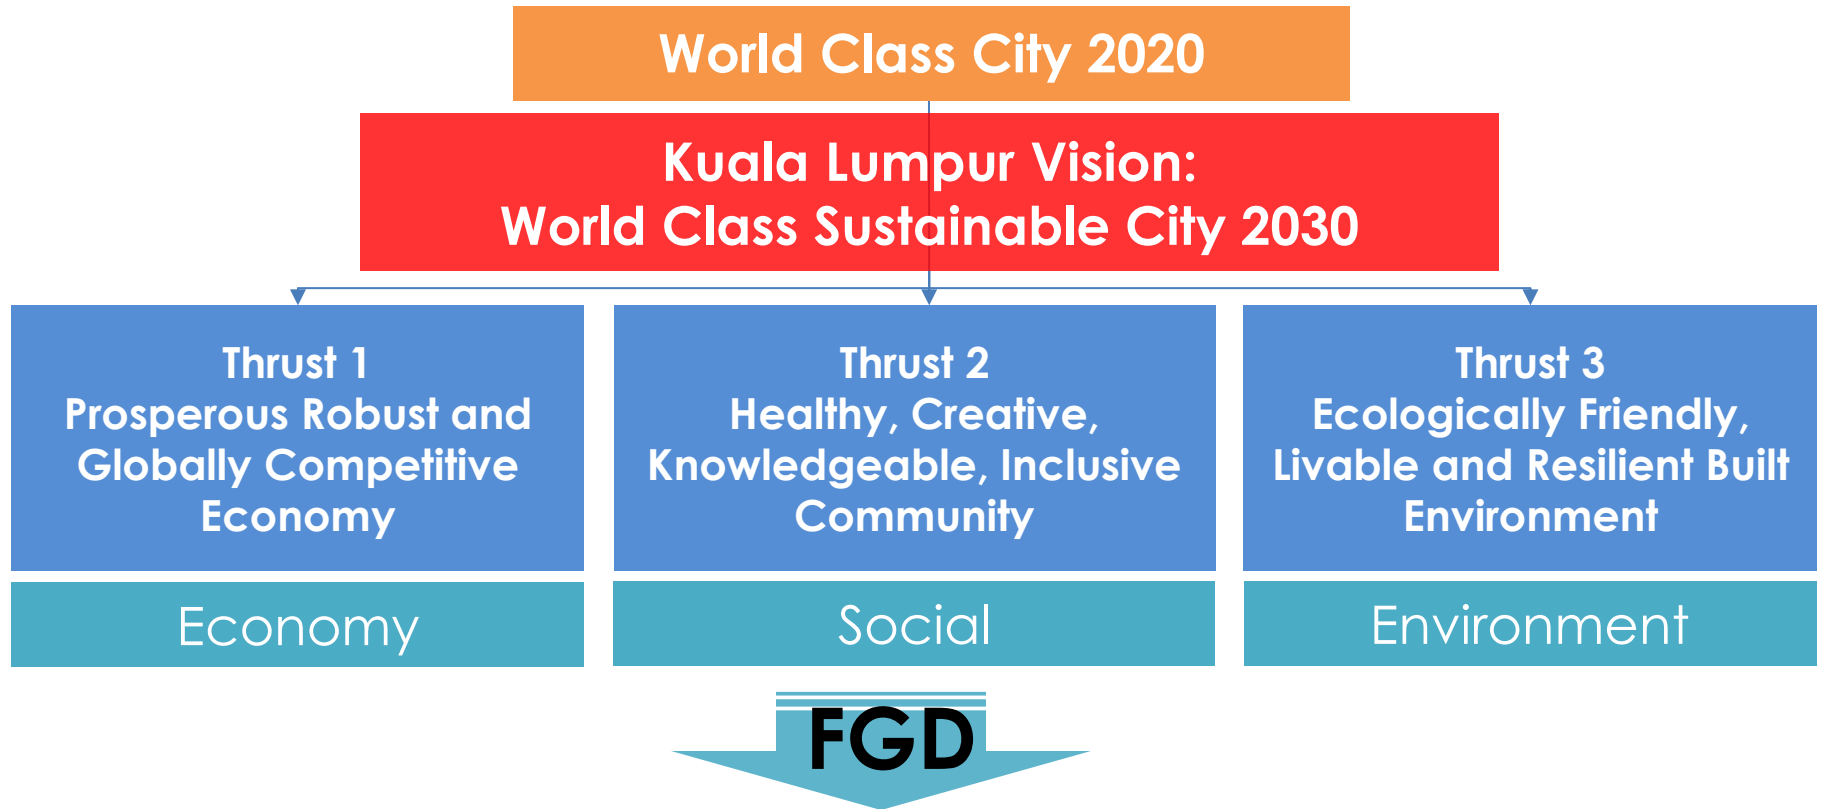 World Class City 2020
Kuala Lumpur Vision:
World Class Sustainable City 2030
Thrust 1
Prosperous Robust and
Globally Competitive
Economy
Thrust 2
Healthy, Creative,
Knowledgeable, Inclusive
Community
Thrust 3
Ecologically Friendly,
Livable and Resilient Built
Environment
Economy
Social
Environment
FGD